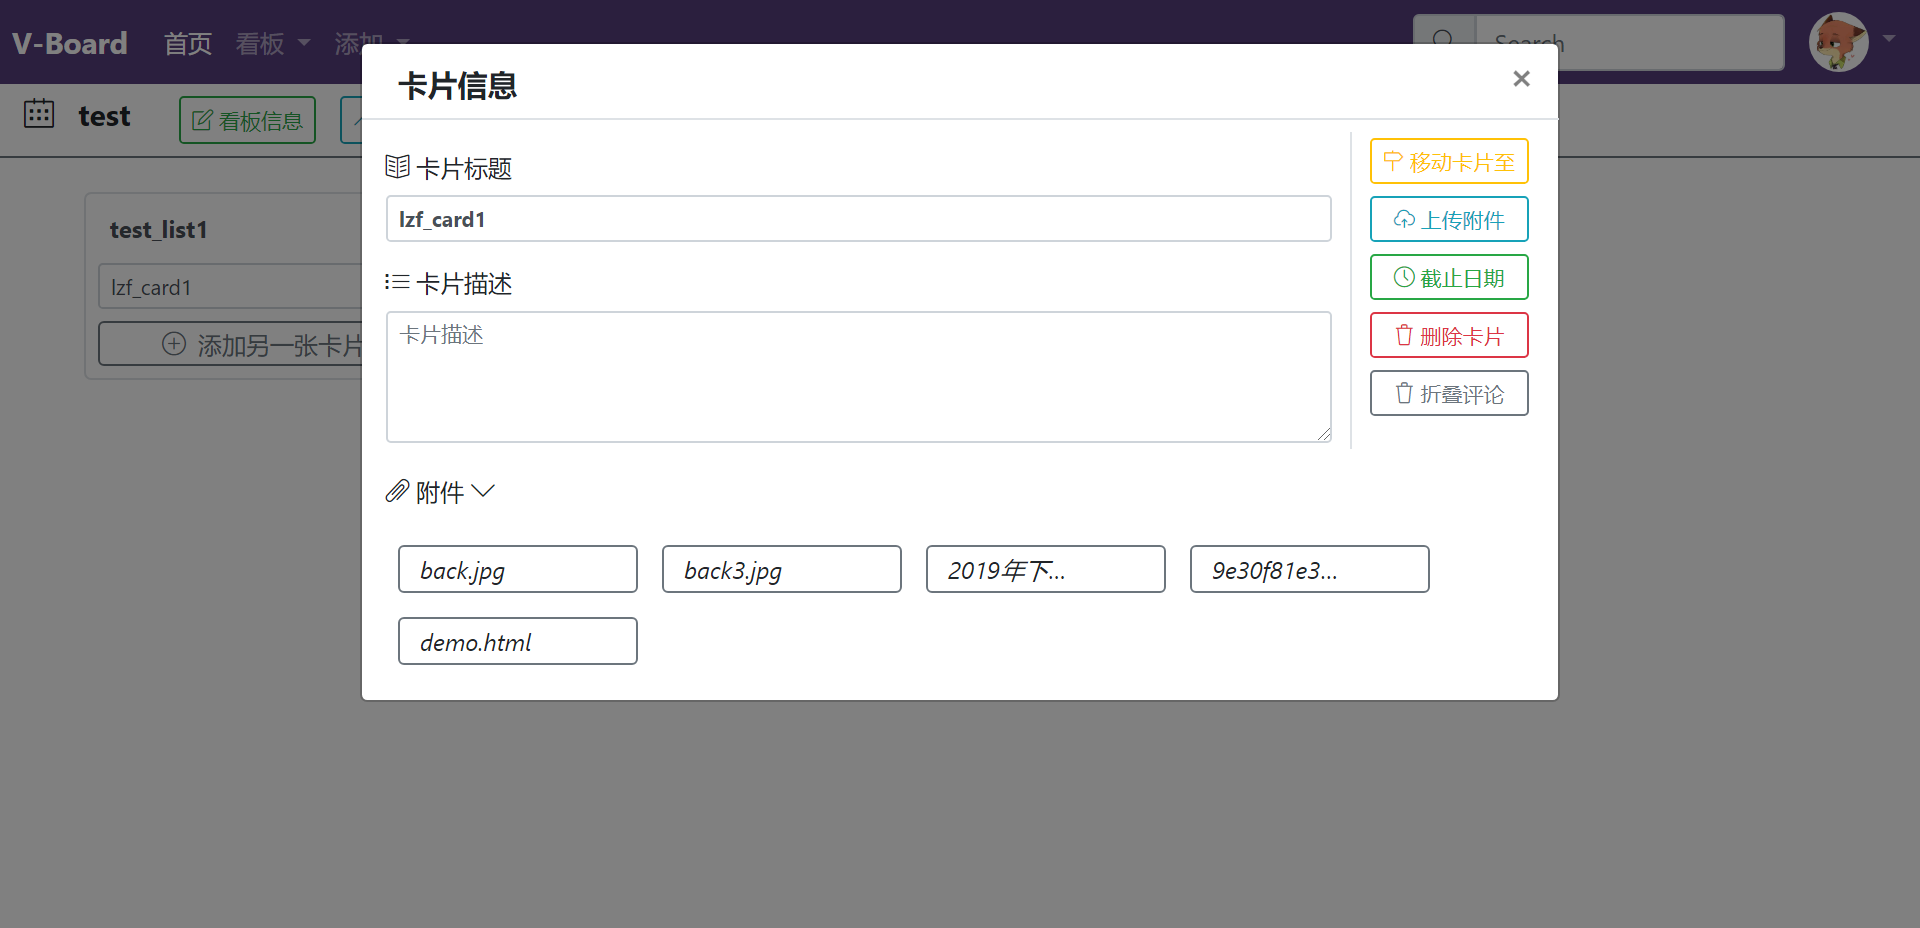 V-Board 首页 看板 添加 Search
test 看板信息
test_list1
lzf_card1
添加另一张卡片
卡片信息
卡片标题
lzf_card1
卡片描述
卡片描述
移动卡片至
上传附件
截止日期
删除卡片
折叠评论
附件
back.jpg back3.jpg 2019年下... 9e30f81e3...
demo.html